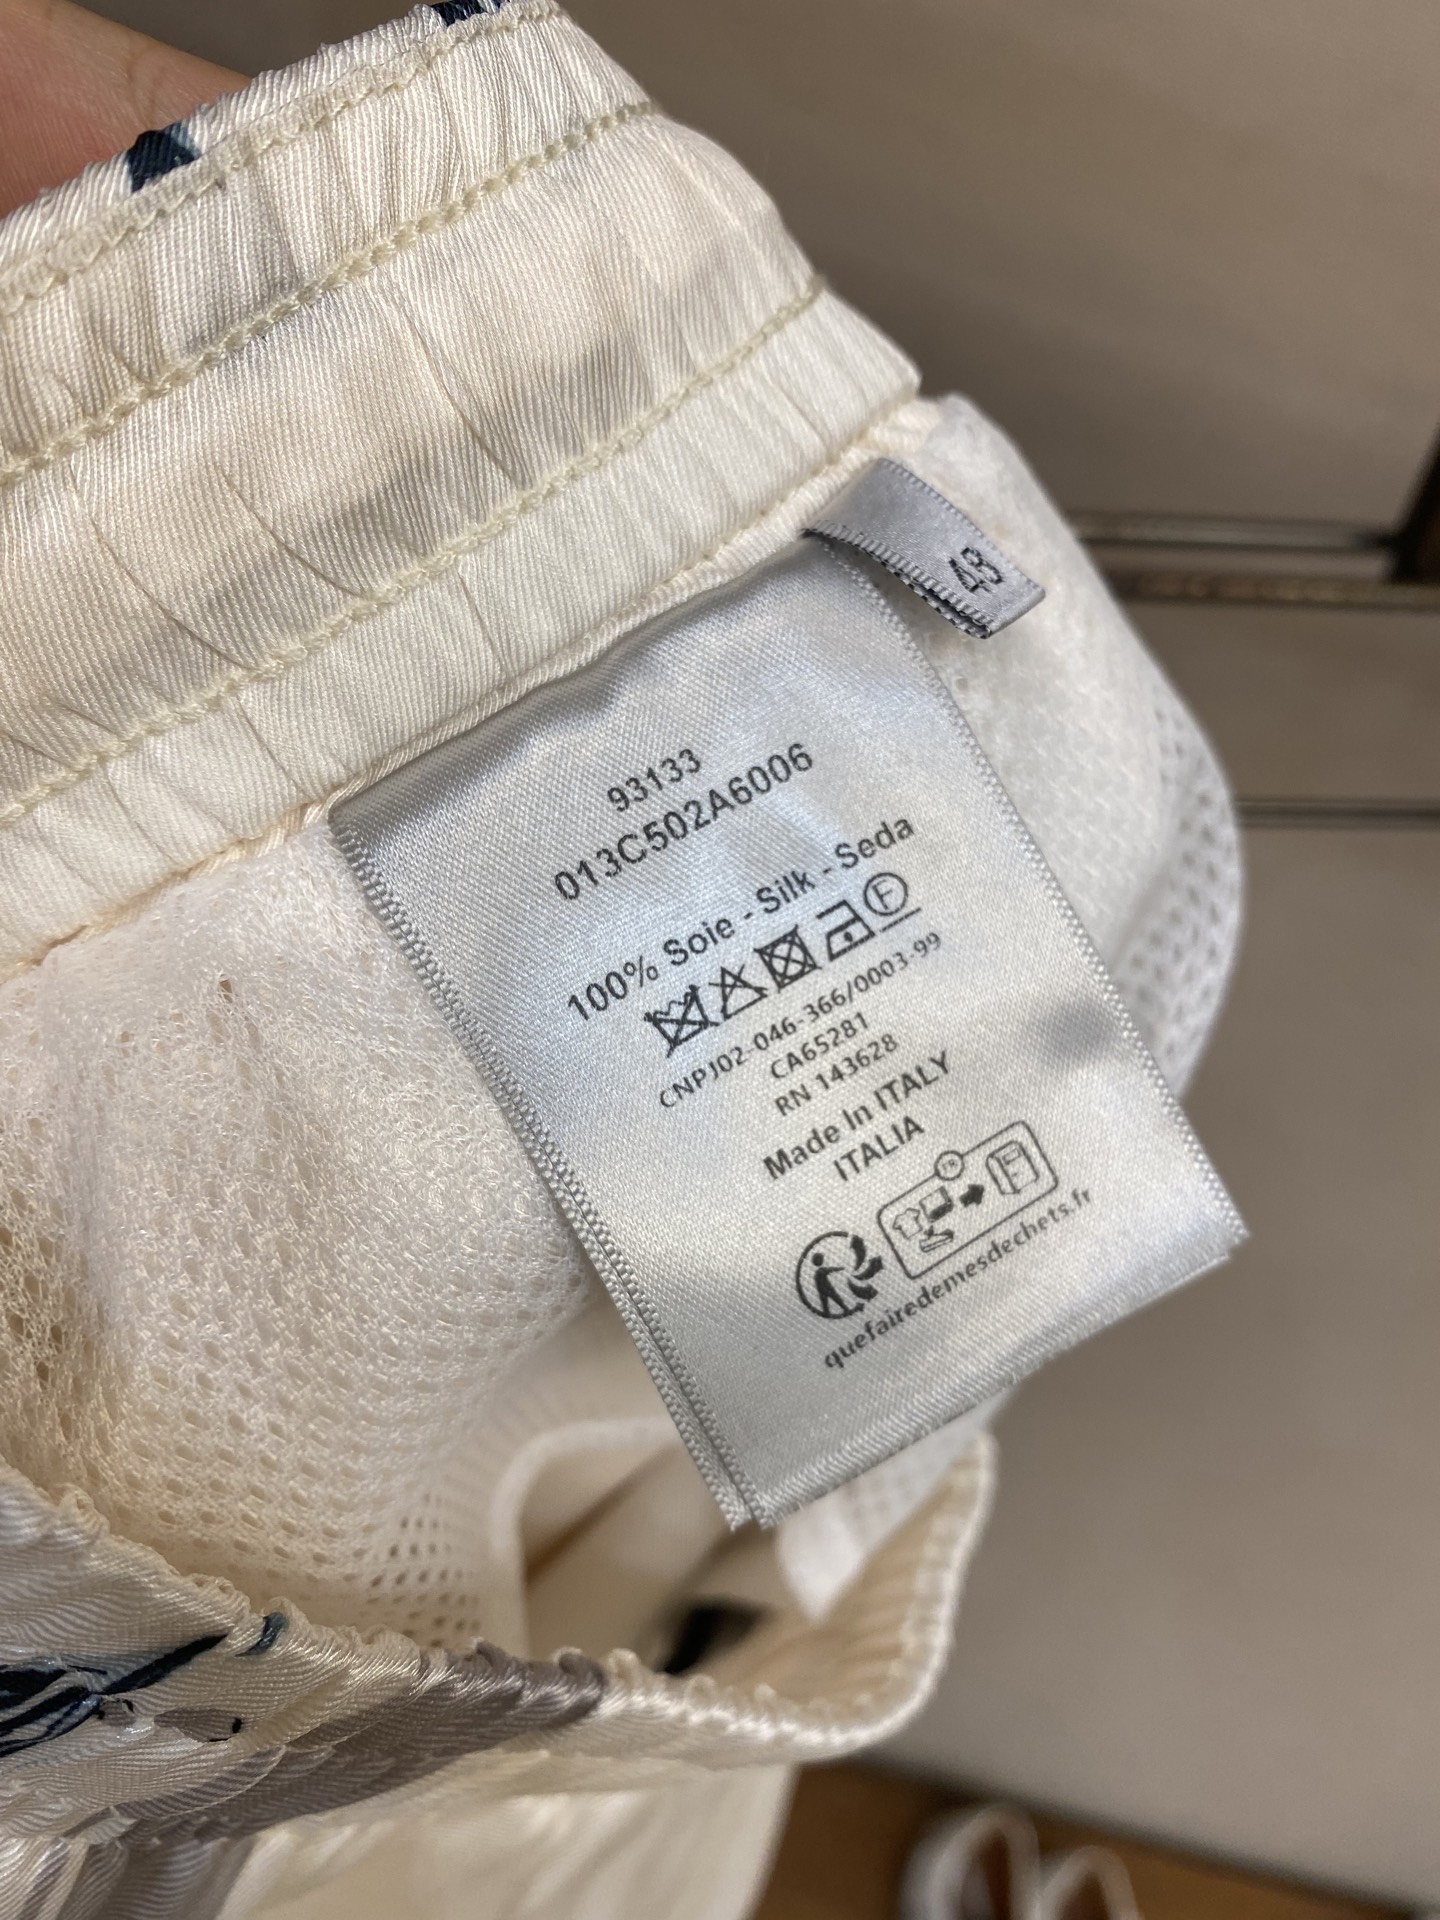 48
93133
013C502A6006
100% Soie - Silk - Seda
F
CNPJ02-046-366/0003-99
CA65281
RN 143628
Made In ITALY
ITALIA
FR
quefairedemesdechets.fr